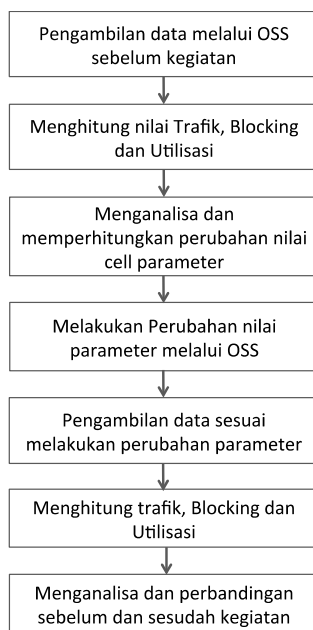 Pengambilan data melalui OSS
sebelum kegiatan
Menghitung nilai Trafik, Blocking
dan Utilisasi
Menganalisa dan
memperhitungkan perubahan nilai
cell parameter
Melakukan Perubahan nilai
parameter melalui OSS
Pengambilan data sesuai
melakukan perubahan parameter
Menghitung trafik, Blocking dan
Utilisasi
Menganalisa dan perbandingan
sebelum dan sesudah kegiatan